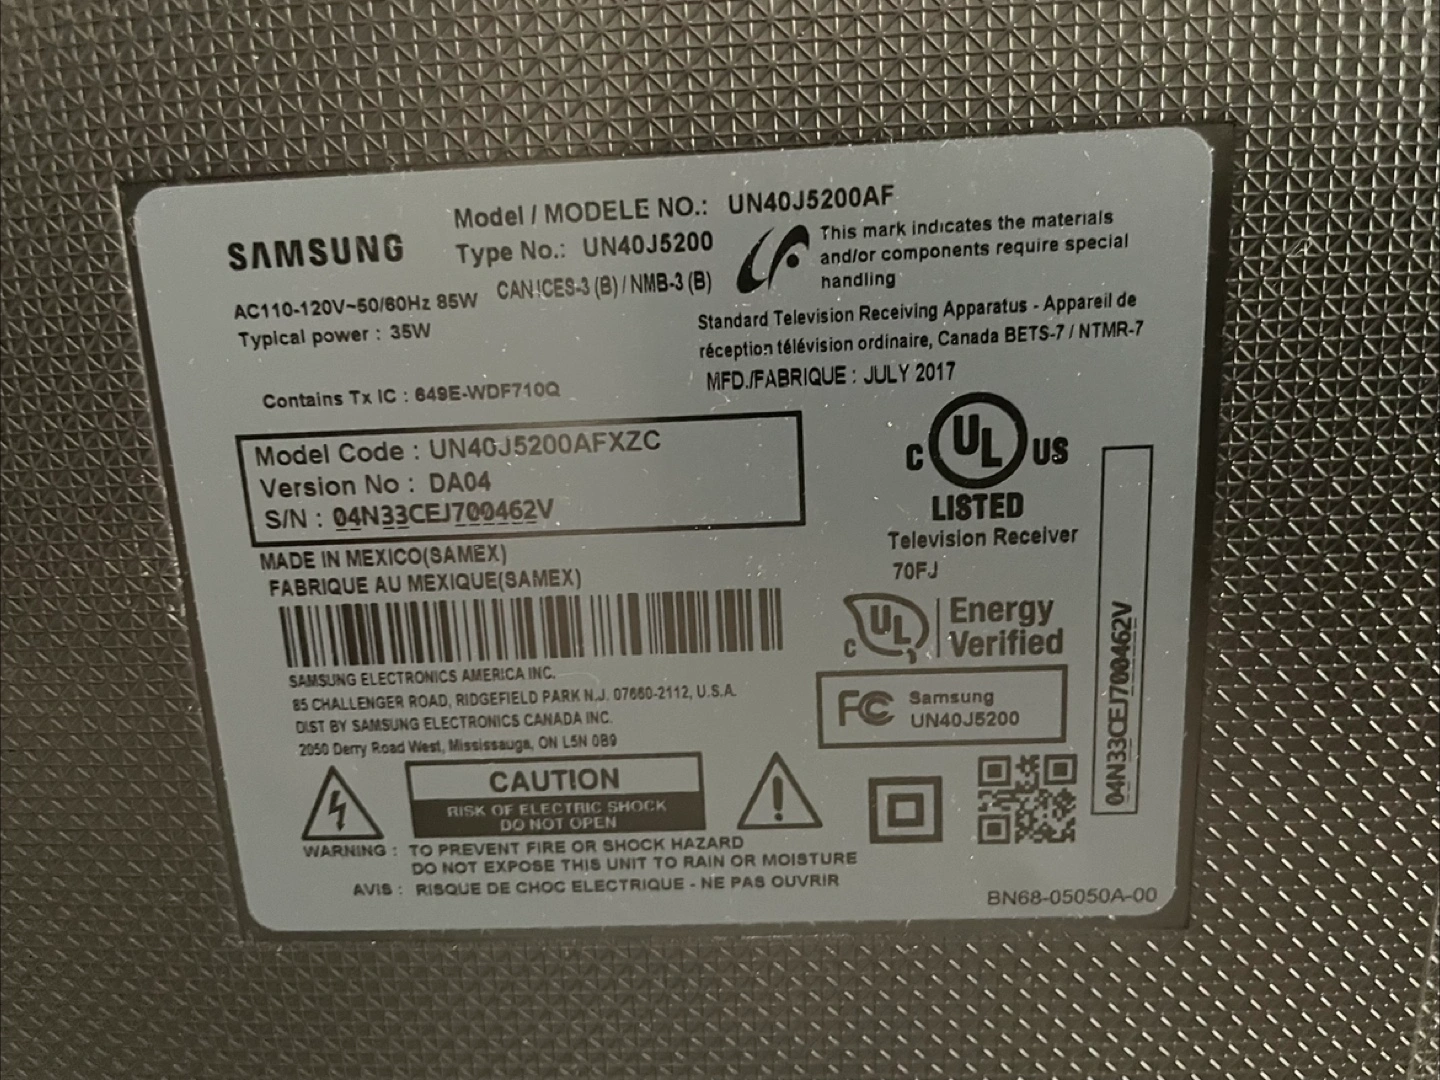 SAMSUNG
Model / MODELE NO.: UN40J5200AF
Type No.: UN40J5200
CAN ICES-3 (B) / NMB-3 (B)
AC110-120V~50/60Hz 85W
Typical power : 35W
This mark indicates the materials
and/or components require special
handling
Standard Television Receiving Apparatus - Appareil de
réception télévision ordinaire, Canada BETS-7 / NTMR-7
MFD./FABRIQUE : JULY 2017
Contains Tx IC : 649E-WDF710Q
Model Code : UN40J5200AFXZC
Version No : DA04
S/N : 04N33CEJ700462V
MADE IN MEXICO(SAMEX)
FABRIQUE AU MEXIQUE(SAMEX)
C UL US
LISTED
Television Receiver
70FJ
C UL Energy
Verified
FC Samsung
UN40J5200
04N33CEJ700462V
SAMSUNG ELECTRONICS AMERICA INC.
85 CHALLENGER ROAD, RIDGEFIELD PARK N.J. 07660-2112, U.S.A.
DIST BY SAMSUNG ELECTRONICS CANADA INC.
2050 Derry Road West, Mississauga, ON L5N 0B9
CAUTION
RISK OF ELECTRIC SHOCK
DO NOT OPEN
WARNING : TO PREVENT FIRE OR SHOCK HAZARD
DO NOT EXPOSE THIS UNIT TO RAIN OR MOISTURE
AVIS : RISQUE DE CHOC ELECTRIQUE - NE PAS OUVRIR
BN68-05050A-00